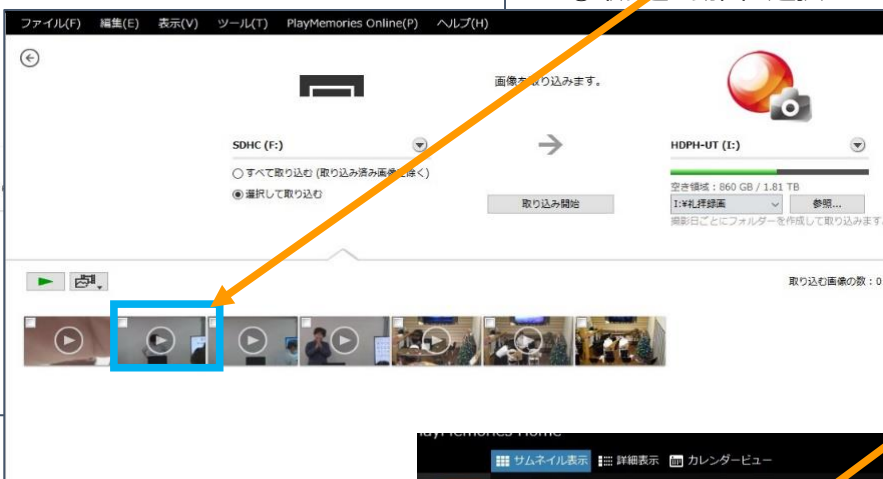 ファイル(F) 編集(E) 表示(V) ツール(T) PlayMemories Online(P) ヘルプ(H)
画像を取り込みます。
SDHC (F:)
HDPH-UT (I:)
すべて取り込む (取り込み済み画像を除く)
選択して取り込む
取り込み開始
空き領域：860 GB / 1.81 TB
I:¥礼拝録画
参照...
撮影日ごとにフォルダーを作成して取り込みます。
取り込む画像の数：0
PlayMemories Home
サムネイル表示 詳細表示 カレンダービュー